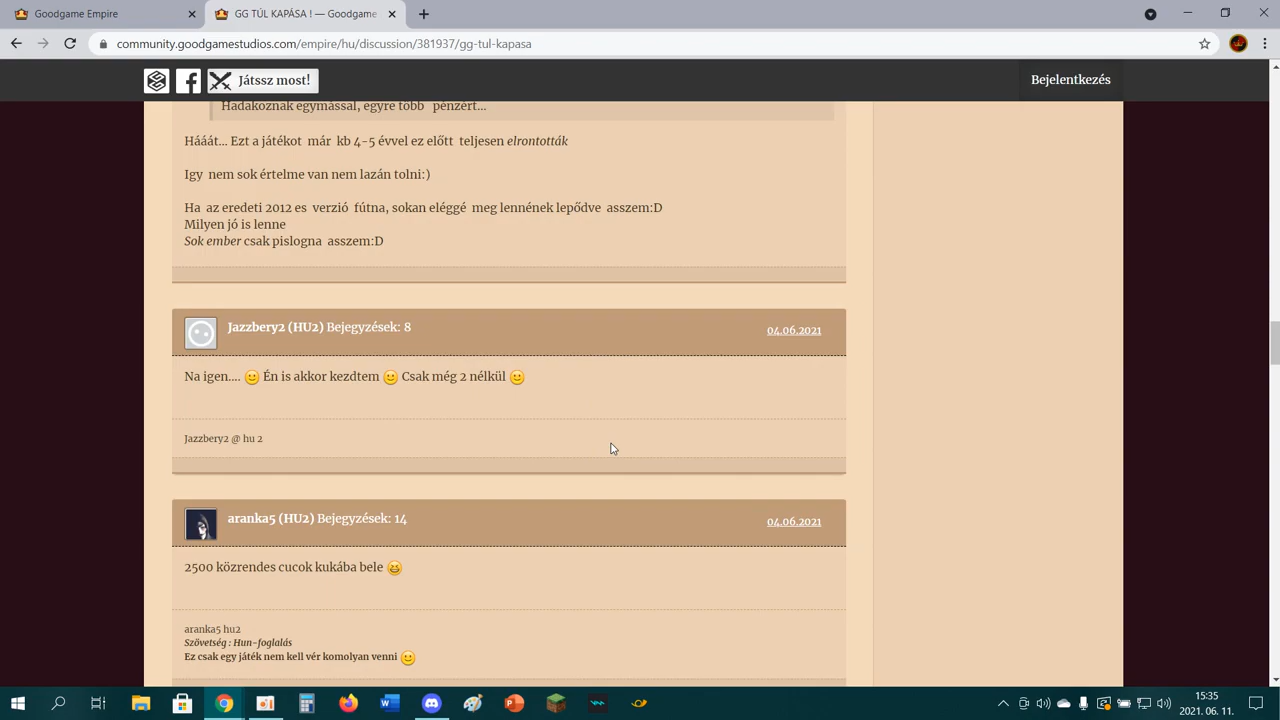 Goodgame Empire
GG TÚL KAPÁSA ! — Goodgame
community.goodgamestudios.com/empire/hu/discussion/381937/gg-tul-kapasa
Játssz most!
Bejelentkezés
Hadakoznak egymással, egyre több pénzért...
Hááát... Ezt a játékot már kb 4-5 évvel ez előtt teljesen elrontották
Igy nem sok értelme van nem lazán tolni:)
Ha az eredeti 2012 es verzió fútna, sokan eléggé meg lennének lepődve asszem:D
Milyen jó is lenne
Sok ember csak pislogna asszem:D
Jazzbery2 (HU2) Bejegyzések: 8
04.06.2021
Na igen.... 🙂 Én is akkor kezdtem 🙂 Csak még 2 nélkül 🙂
Jazzbery2 @ hu 2
aranka5 (HU2) Bejegyzések: 14
04.06.2021
2500 közrendes cucok kukába bele 😆
aranka5 hu2
Szövetség : Hun-foglalás
Ez csak egy játék nem kell vér komolyan venni 🙂
15:35
2021. 06. 11.